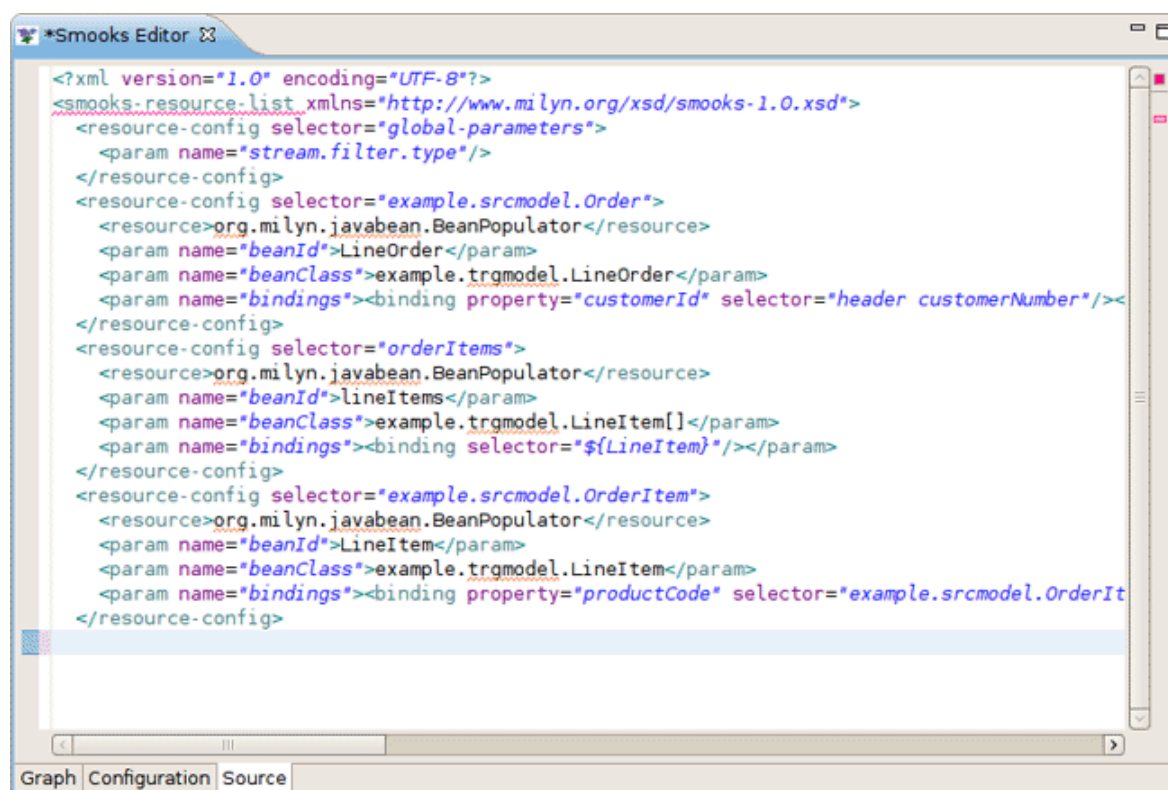 *Smooks Editor
<?xml version="1.0" encoding="UTF-8"?>
<smooks-resource-list xmlns="http://www.milyn.org/xsd/smooks-1.0.xsd">
<resource-config selector="global-parameters">
<param name="stream.filter.type"/>
</resource-config>
<resource-config selector="example.srcmodel.Order">
<resource>org.milyn.javabean.BeanPopulator</resource>
<param name="beanId">LineOrder</param>
<param name="beanClass">example.trgmodel.LineOrder</param>
<param name="bindings"><binding property="customerId" selector="header customerNumber"/><
</resource-config>
<resource-config selector="orderItems">
<resource>org.milyn.javabean.BeanPopulator</resource>
<param name="beanId">lineItems</param>
<param name="beanClass">example.trgmodel.LineItem[]</param>
<param name="bindings"><binding selector="${LineItem}"/></param>
</resource-config>
<resource-config selector="example.srcmodel.OrderItem">
<resource>org.milyn.javabean.BeanPopulator</resource>
<param name="beanId">LineItem</param>
<param name="beanClass">example.trgmodel.LineItem</param>
<param name="bindings"><binding property="productCode" selector="example.srcmodel.OrderIt
</resource-config>
Graph Configuration Source